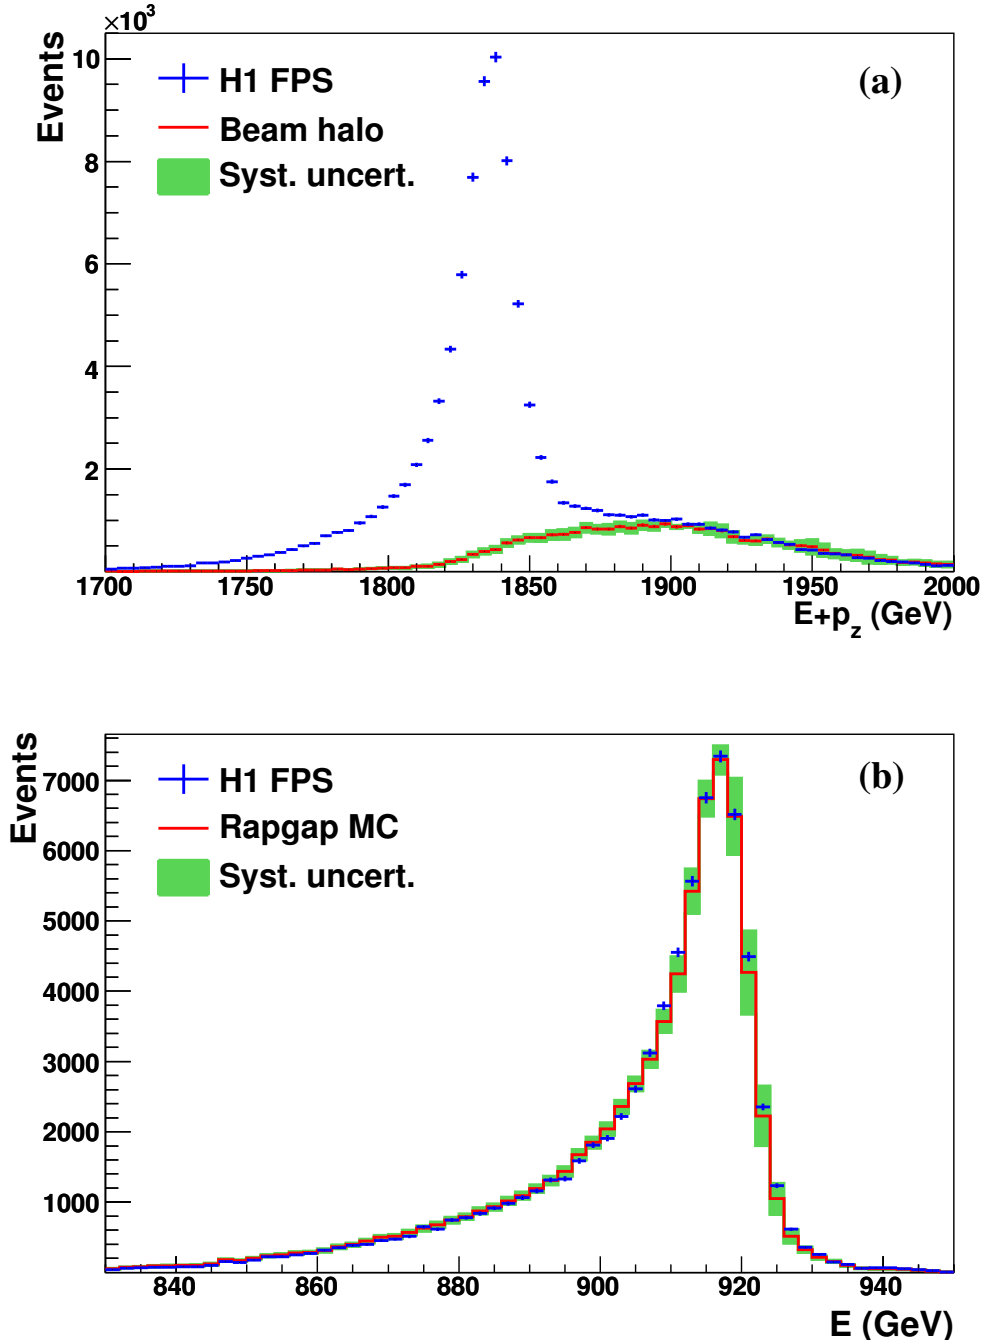 ×10³
Events
10
8
6
4
2
H1 FPS
Beam halo
Syst. uncert.
(a)
1700 1750 1800 1850 1900 1950 2000
E+p_z (GeV)
Events
7000
6000
5000
4000
3000
2000
1000
H1 FPS
Rapgap MC
Syst. uncert.
(b)
840 860 880 900 920 940
E (GeV)